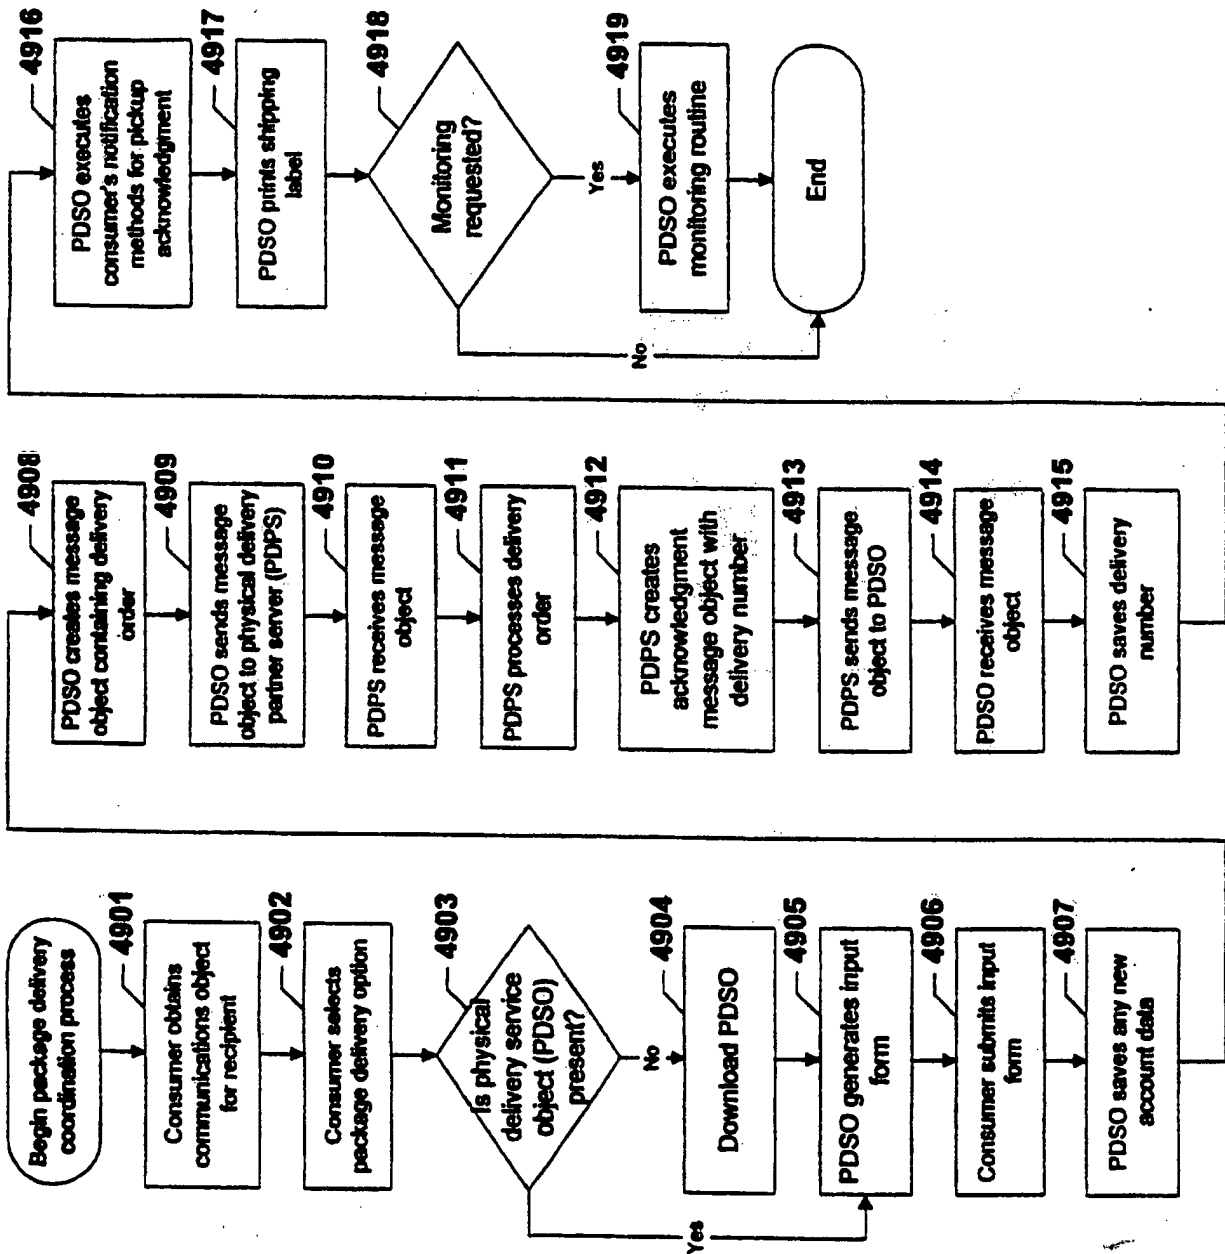 Begin package delivery
coordination process
4901
Consumer obtains
communications object
for recipient
4902
Consumer selects
package delivery option
4903
Is physical
delivery service
object (PDSO)
present?
Yes
No
4904
Download PDSO
4905
PDSO generates input
form
4906
Consumer submits input
form
4907
PDSO saves any new
account data
4908
PDSO creates message
object containing delivery
order
4909
PDSO sends message
object to physical delivery
partner server (PDPS)
4910
PDPS receives message
object
4911
PDPS processes delivery
order
4912
PDPS creates
acknowledgment
message object with
delivery number
4913
PDPS sends message
object to PDSO
4914
PDSO receives message
object
4915
PDSO saves delivery
number
4916
PDSO executes
consumer's notification
methods for pickup
acknowledgment
4917
PDSO prints shipping
label
4918
Monitoring
requested?
No
Yes
4919
PDSO executes
monitoring routine
End